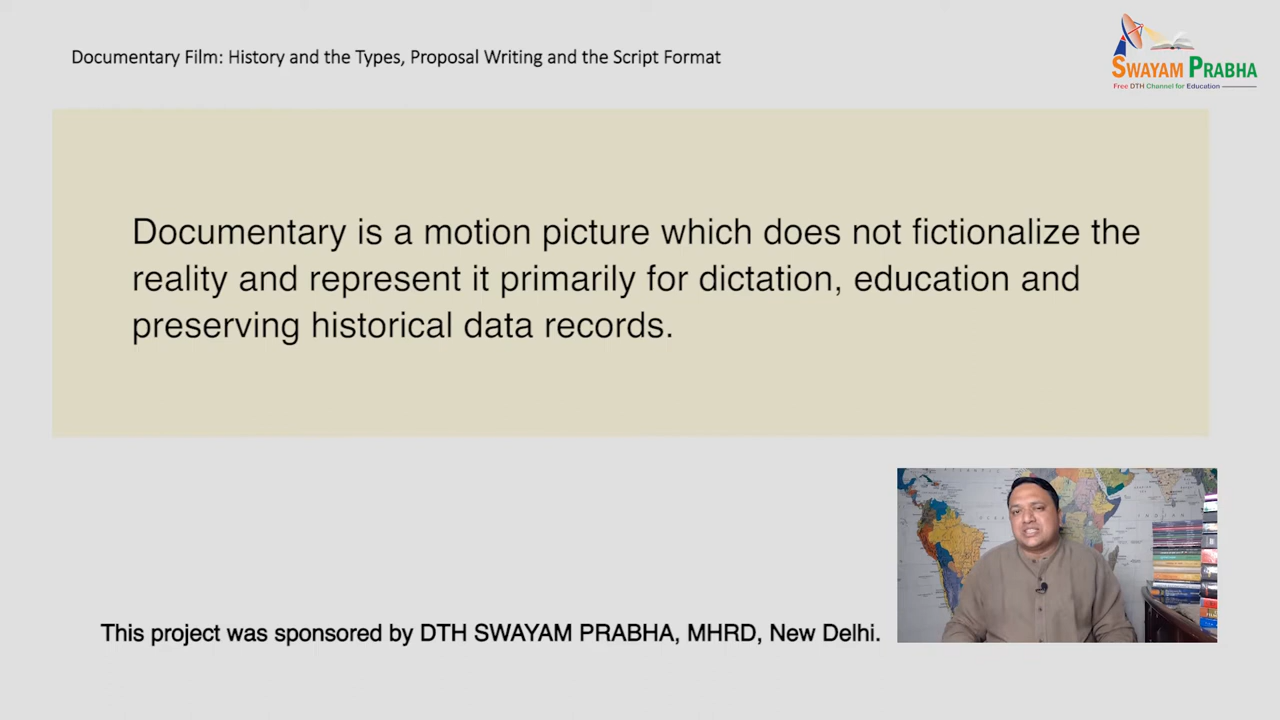 Documentary Film: History and the Types, Proposal Writing and the Script Format
SWAYAM PRABHA
Free DTH Channel for Education
Documentary is a motion picture which does not fictionalize the
reality and represent it primarily for dictation, education and
preserving historical data records.
This project was sponsored by DTH SWAYAM PRABHA, MHRD, New Delhi.